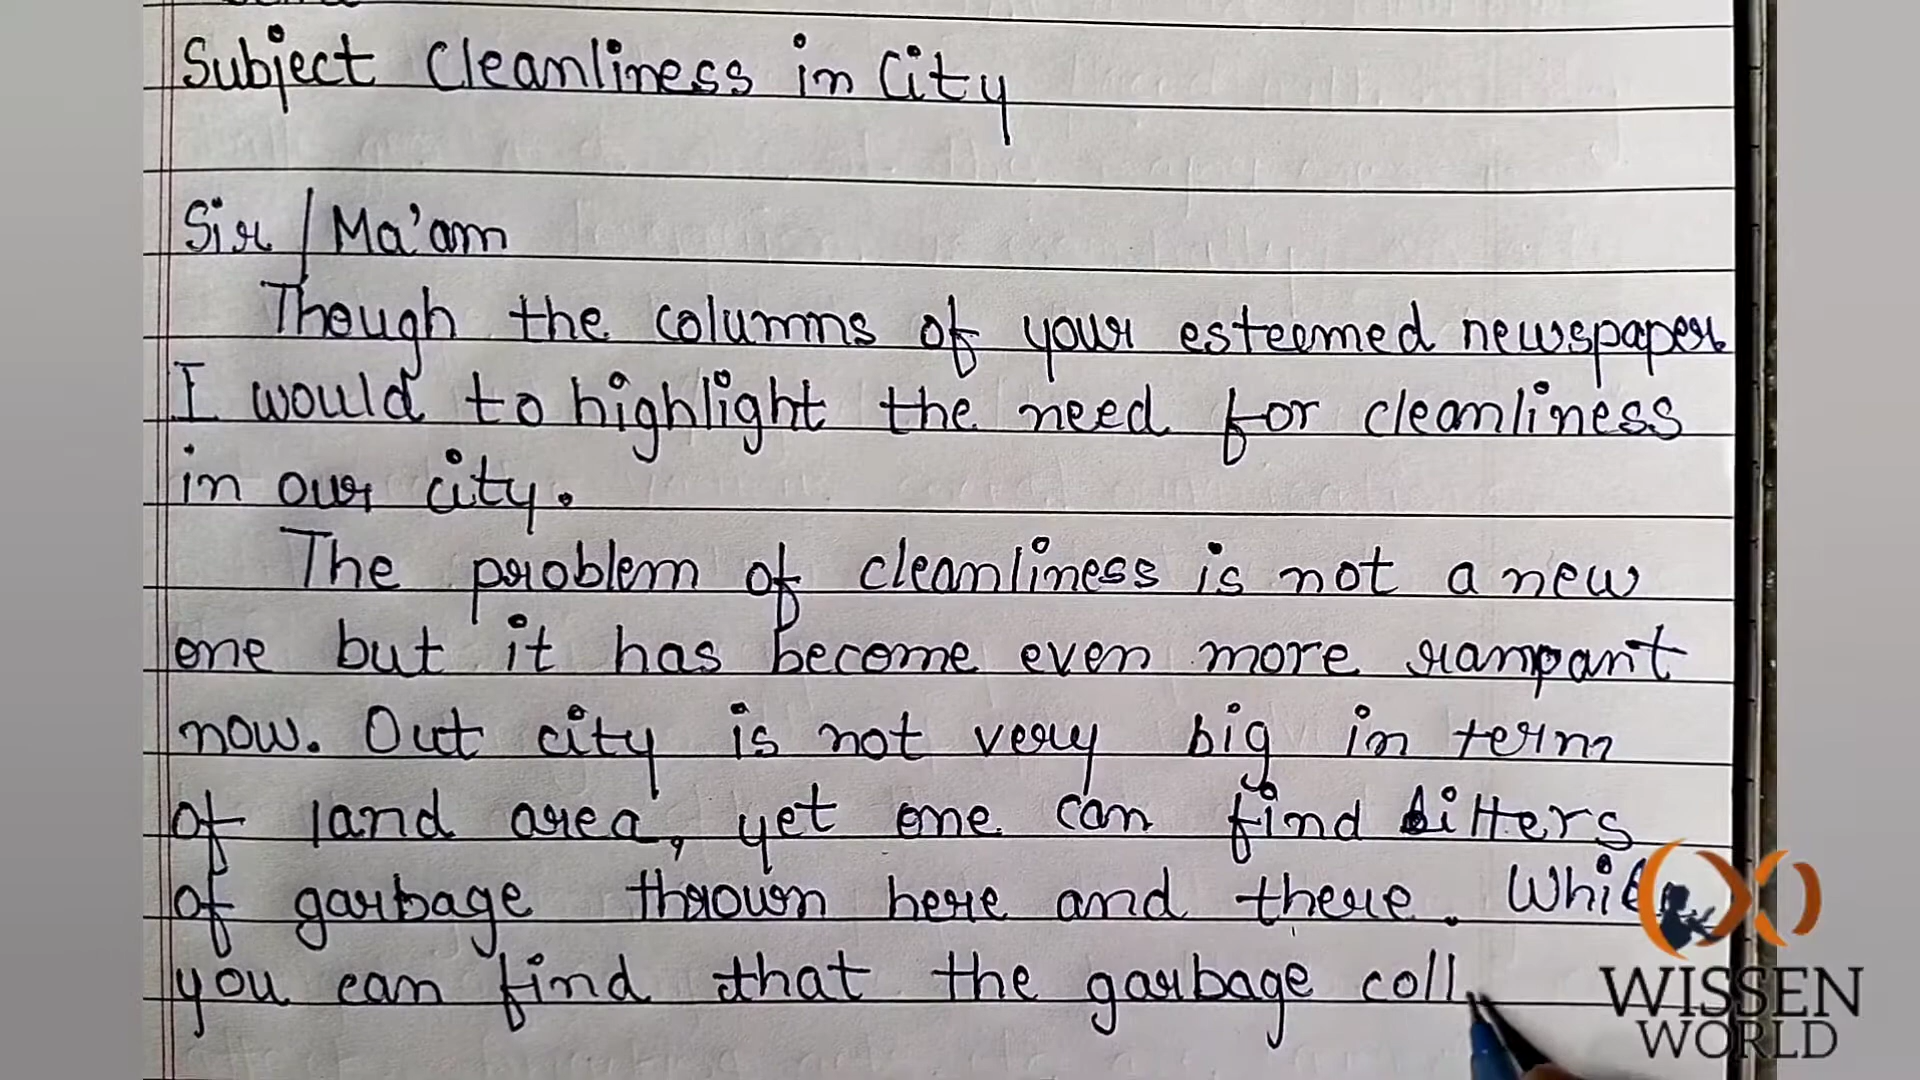 Subject Cleanliness in City
Sir/Ma'am
Though the columns of your esteemed newspaper
I would to highlight the need for cleanliness
in our city.
The problem of cleanliness is not a new
one but it has become even more rampant
now. Out city is not very big in term
of land area, yet one can find litters
of garbage thrown here and there. Whi
you can find that the garbage coll
WISSEN
WORLD